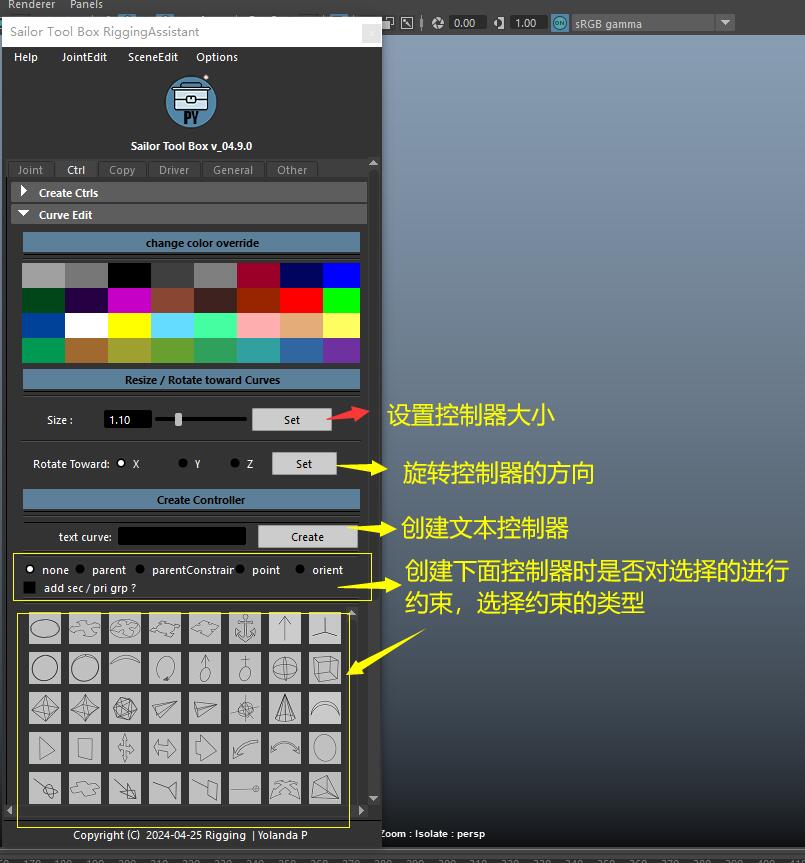 Renderer Panels
0.00 1.00 ON sRGB gamma
Sailor Tool Box RiggingAssistant
Help JointEdit SceneEdit Options
PY
Sailor Tool Box v_04.9.0
Joint Ctrl Copy Driver General Other
Create Ctrls
Curve Edit
change color override
Resize / Rotate toward Curves
Size : 1.10 Set
设置控制器大小
Rotate Toward: X Y Z Set
旋转控制器的方向
Create Controller
text curve: Create
创建文本控制器
none parent parentConstrain point orient
add sec / pri grp ?
创建下面控制器时是否对选择的进行
约束，选择约束的类型
Copyright (C) 2024-04-25 Rigging | Yolanda P
Zoom : Isolate : persp